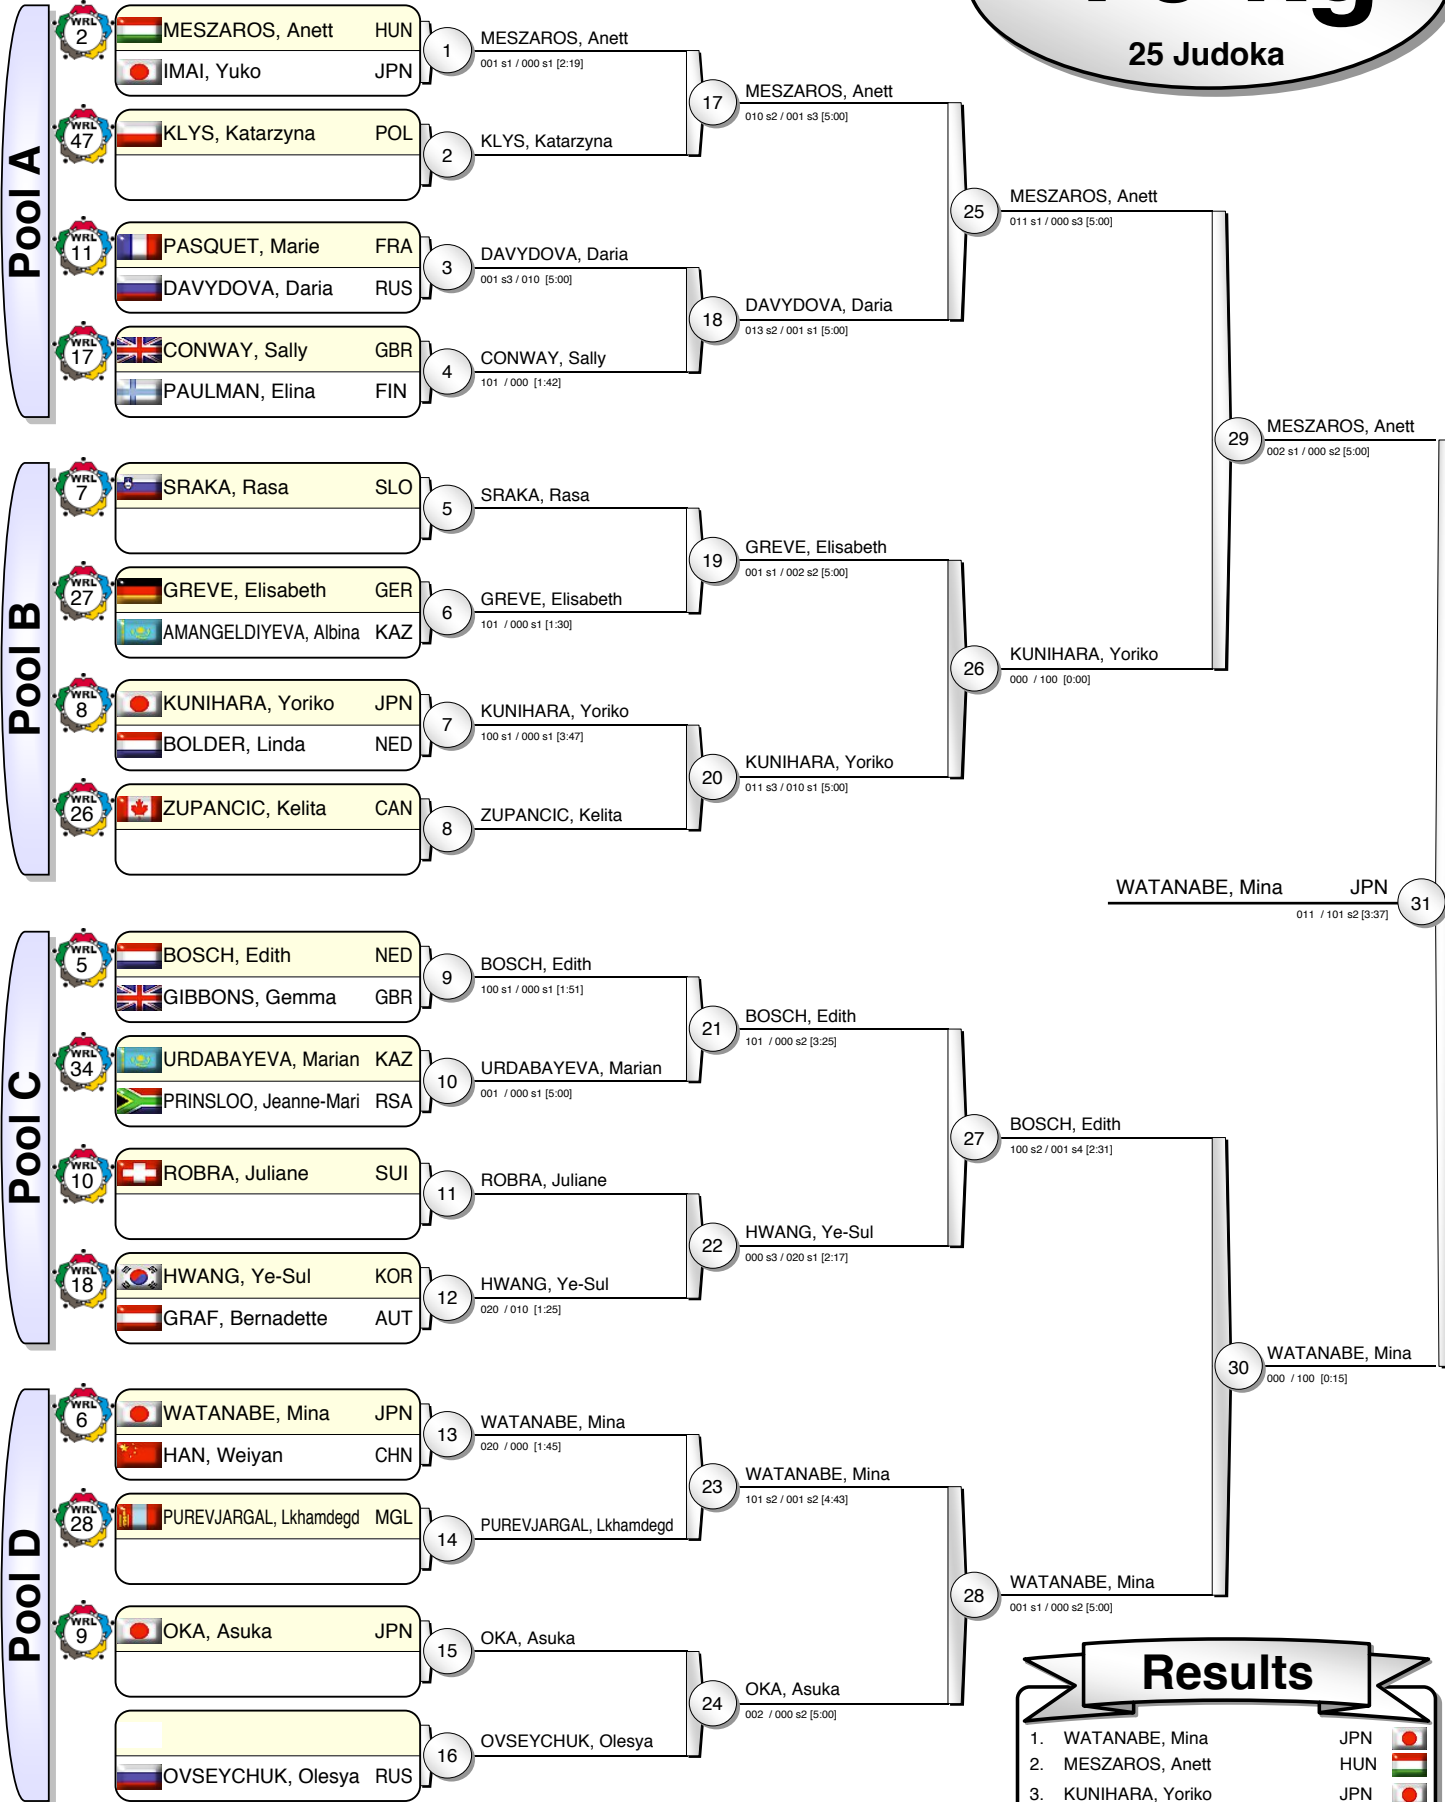 25 Judoka
Pool A
WRL 2
MESZAROS, Anett HUN
IMAI, Yuko JPN
WRL 47
KLYS, Katarzyna POL
WRL 11
PASQUET, Marie FRA
DAVYDOVA, Daria RUS
WRL 17
CONWAY, Sally GBR
PAULMAN, Elina FIN
1
MESZAROS, Anett
001 s1 / 000 s1 [2:19]
2
KLYS, Katarzyna
3
DAVYDOVA, Daria
001 s3 / 010 [5:00]
4
CONWAY, Sally
101 / 000 [1:42]
17
MESZAROS, Anett
010 s2 / 001 s3 [5:00]
18
DAVYDOVA, Daria
013 s2 / 001 s1 [5:00]
25
MESZAROS, Anett
011 s1 / 000 s3 [5:00]
Pool B
WRL 7
SRAKA, Rasa SLO
WRL 27
GREVE, Elisabeth GER
AMANGELDIYEVA, Albina KAZ
WRL 8
KUNIHARA, Yoriko JPN
BOLDER, Linda NED
WRL 26
ZUPANCIC, Kelita CAN
5
SRAKA, Rasa
6
GREVE, Elisabeth
101 / 000 s1 [1:30]
7
KUNIHARA, Yoriko
100 s1 / 000 s1 [3:47]
8
ZUPANCIC, Kelita
19
GREVE, Elisabeth
001 s1 / 002 s2 [5:00]
20
KUNIHARA, Yoriko
011 s3 / 010 s1 [5:00]
26
KUNIHARA, Yoriko
000 / 100 [0:00]
29
MESZAROS, Anett
002 s1 / 000 s2 [5:00]
WATANABE, Mina JPN
011 / 101 s2 [3:37]
31
Pool C
WRL 5
BOSCH, Edith NED
GIBBONS, Gemma GBR
WRL 34
URDABAYEVA, Marian KAZ
PRINSLOO, Jeanne-Mari RSA
WRL 10
ROBRA, Juliane SUI
WRL 18
HWANG, Ye-Sul KOR
GRAF, Bernadette AUT
9
BOSCH, Edith
100 s1 / 000 s1 [1:51]
10
URDABAYEVA, Marian
001 / 000 s1 [5:00]
11
ROBRA, Juliane
12
HWANG, Ye-Sul
020 / 010 [1:25]
21
BOSCH, Edith
101 / 000 s2 [3:25]
22
HWANG, Ye-Sul
000 s3 / 020 s1 [2:17]
27
BOSCH, Edith
100 s2 / 001 s4 [2:31]
Pool D
WRL 6
WATANABE, Mina JPN
HAN, Weiyan CHN
WRL 28
PUREVJARGAL, Lkhamdegd MGL
WRL 9
OKA, Asuka JPN
OVSEYCHUK, Olesya RUS
13
WATANABE, Mina
020 / 000 [1:45]
14
PUREVJARGAL, Lkhamdegd
15
OKA, Asuka
16
OVSEYCHUK, Olesya
23
WATANABE, Mina
101 s2 / 001 s2 [4:43]
24
OKA, Asuka
002 / 000 s2 [5:00]
28
WATANABE, Mina
001 s1 / 000 s2 [5:00]
30
WATANABE, Mina
000 / 100 [0:15]
Results
1. WATANABE, Mina JPN
2. MESZAROS, Anett HUN
3. KUNIHARA, Yoriko JPN